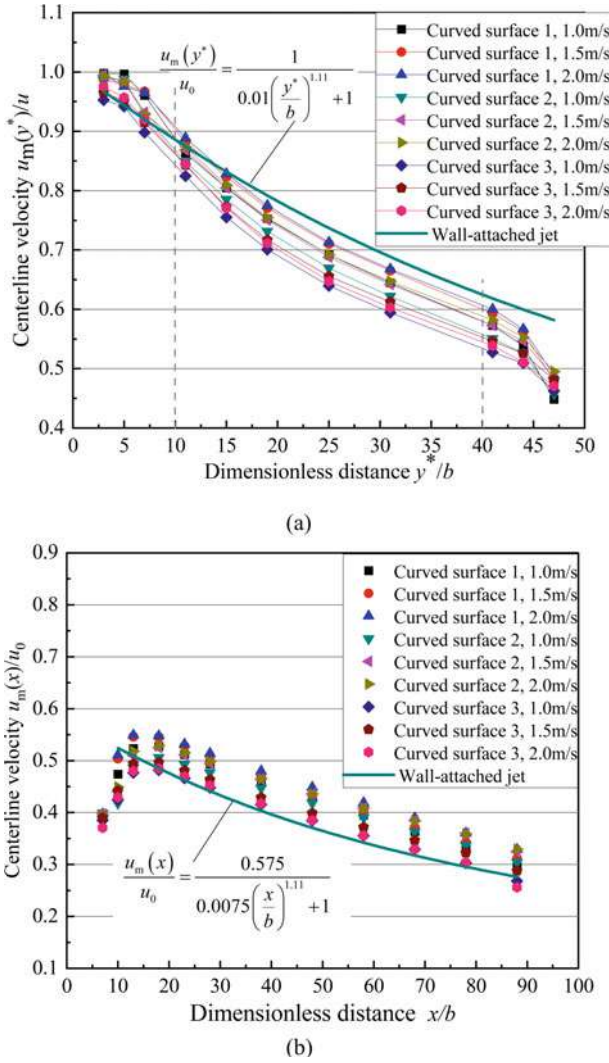 Centerline velocity u_m(y*)/u
1.0
0.9
0.8
0.7
0.6
0.5
0.4
u_m(y*)/u_0 = 1/(0.01(y*/b)^1.11 + 1)
Curved surface 1, 1.0m/s
Curved surface 1, 1.5m/s
Curved surface 1, 2.0m/s
Curved surface 2, 1.0m/s
Curved surface 2, 1.5m/s
Curved surface 2, 2.0m/s
Curved surface 3, 1.0m/s
Curved surface 3, 1.5m/s
Curved surface 3, 2.0m/s
Wall-attached jet
0 5 10 15 20 25 30 35 40 45 50
Dimensionless distance y*/b
(a)
Centerline velocity u_m(x)/u_0
0.9
0.8
0.7
0.6
0.5
0.4
0.3
0.2
0.1
Curved surface 1, 1.0m/s
Curved surface 1, 1.5m/s
Curved surface 1, 2.0m/s
Curved surface 2, 1.0m/s
Curved surface 2, 1.5m/s
Curved surface 2, 2.0m/s
Curved surface 3, 1.0m/s
Curved surface 3, 1.5m/s
Curved surface 3, 2.0m/s
Wall-attached jet
u_m(x)/u_0 = 0.575/(0.0075(x/b)^1.11 + 1)
0 10 20 30 40 50 60 70 80 90 100
Dimensionless distance x/b
(b)